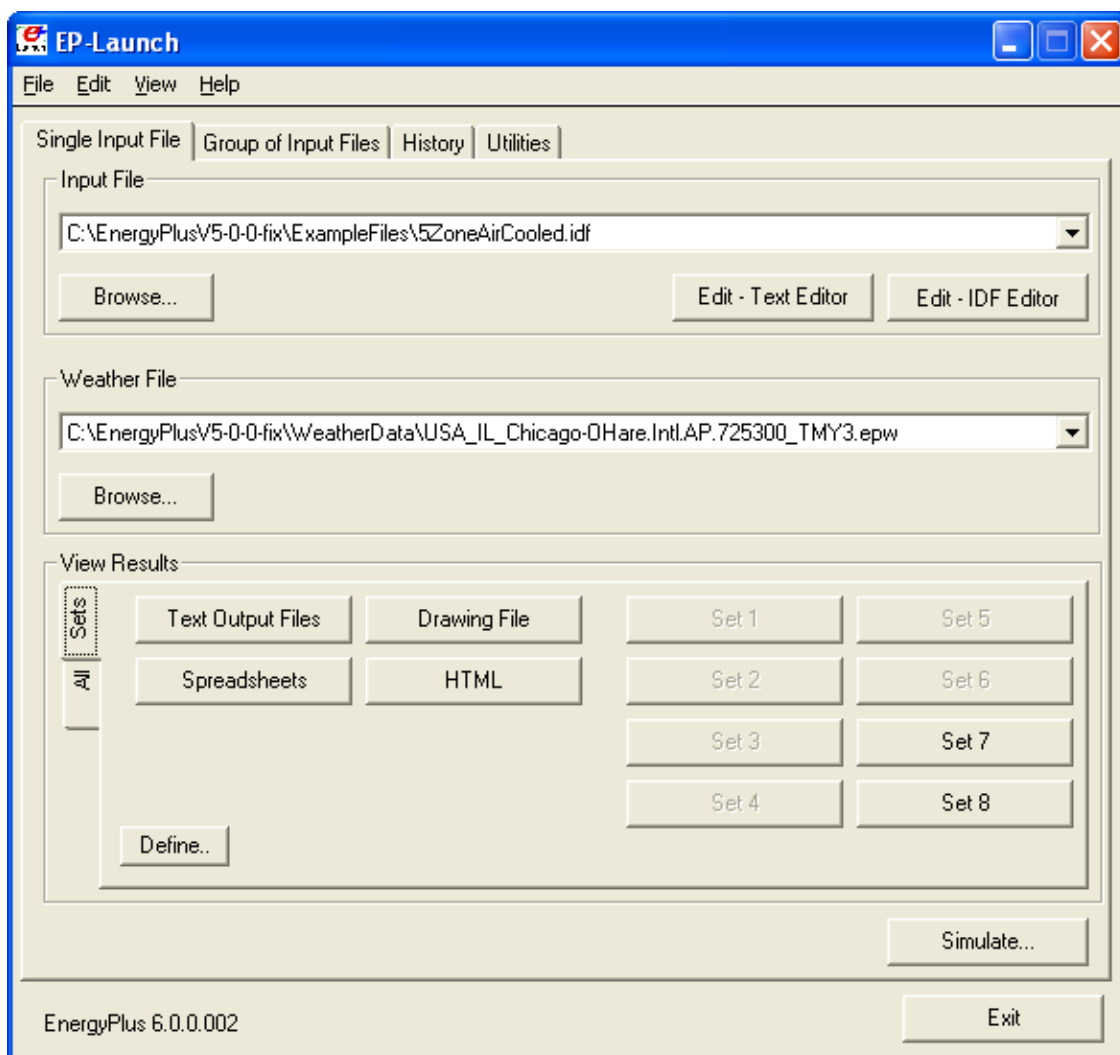 EP-Launch
File Edit View Help
Single Input File Group of Input Files History Utilities
Input File
C:\EnergyPlusV5-0-0-fix\ExampleFiles\5ZoneAirCooled.idf
Browse... Edit - Text Editor Edit - IDF Editor
Weather File
C:\EnergyPlusV5-0-0-fix\WeatherData\USA_IL_Chicago-OHare.Intl.AP.725300_TMY3.epw
Browse...
View Results
Sets
All
Text Output Files Drawing File Set 1 Set 5
Spreadsheets HTML Set 2 Set 6
Set 3 Set 7
Set 4 Set 8
Define..
Simulate...
EnergyPlus 6.0.0.002 Exit